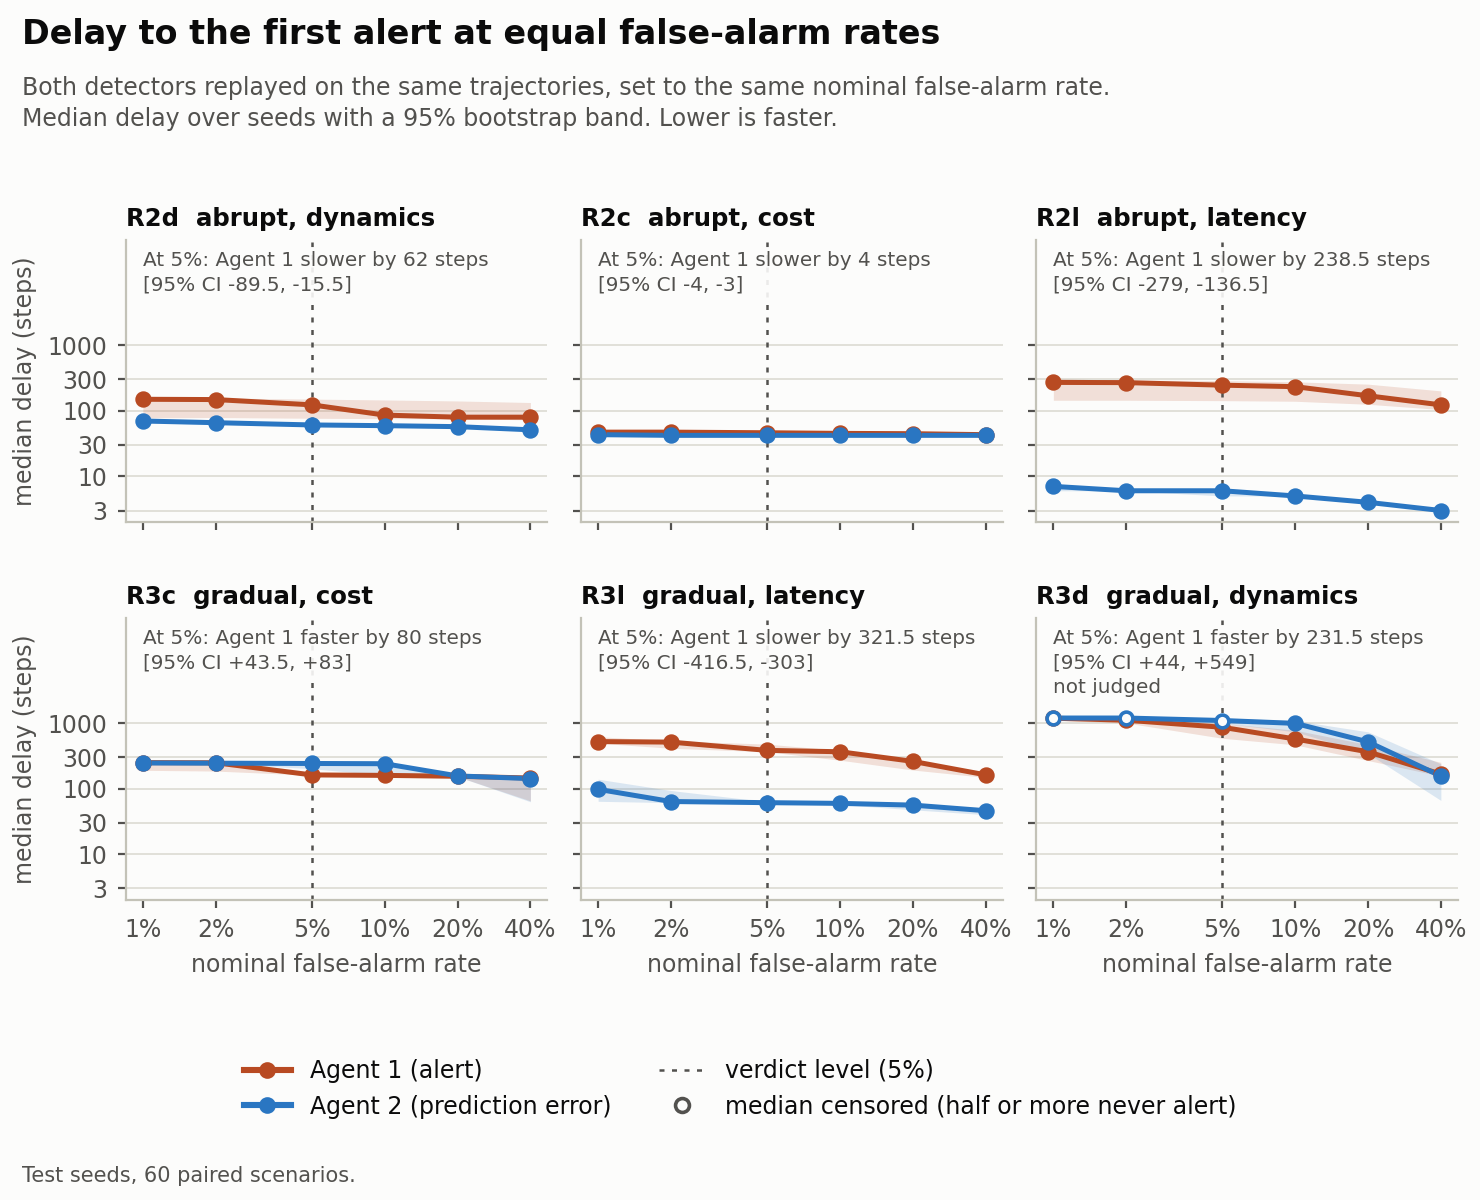 Delay to the first alert at equal false-alarm rates
Both detectors replayed on the same trajectories, set to the same nominal false-alarm rate.
Median delay over seeds with a 95% bootstrap band. Lower is faster.
R2d abrupt, dynamics
At 5%: Agent 1 slower by 62 steps
[95% CI -89.5, -15.5]
median delay (steps)
1000
300
100
30
10
3
R2c abrupt, cost
At 5%: Agent 1 slower by 4 steps
[95% CI -4, -3]
R2l abrupt, latency
At 5%: Agent 1 slower by 238.5 steps
[95% CI -279, -136.5]
R3c gradual, cost
At 5%: Agent 1 faster by 80 steps
[95% CI +43.5, +83]
median delay (steps)
1000
300
100
30
10
3
1% 2% 5% 10% 20% 40%
nominal false-alarm rate
R3l gradual, latency
At 5%: Agent 1 slower by 321.5 steps
[95% CI -416.5, -303]
1% 2% 5% 10% 20% 40%
nominal false-alarm rate
R3d gradual, dynamics
At 5%: Agent 1 faster by 231.5 steps
[95% CI +44, +549]
not judged
1% 2% 5% 10% 20% 40%
nominal false-alarm rate
Agent 1 (alert)
Agent 2 (prediction error)
verdict level (5%)
median censored (half or more never alert)
Test seeds, 60 paired scenarios.